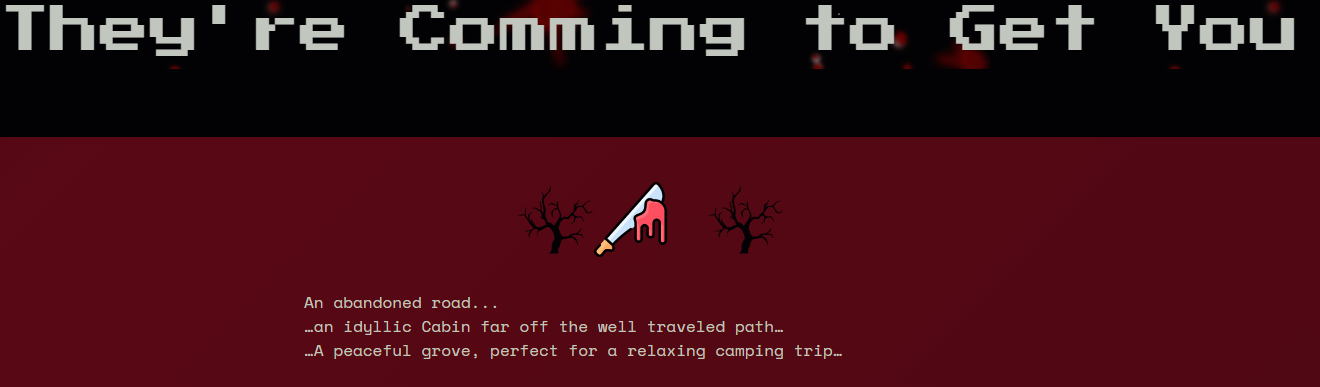 They're Comming to Get You
An abandoned road...
…an idyllic Cabin far off the well traveled path…
…A peaceful grove, perfect for a relaxing camping trip…